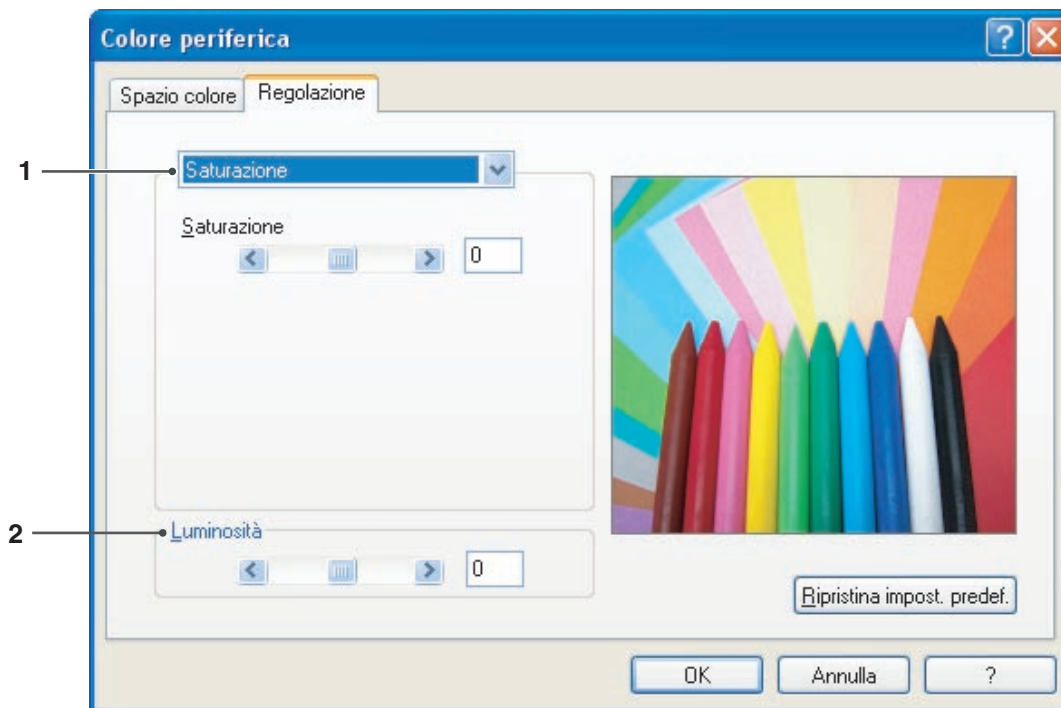 Colore periferica
?
Spazio colore
Regolazione
1
Saturazione
Saturazione
0
2
Luminosità
0
Ripristina impost. predef.
OK
Annulla
?